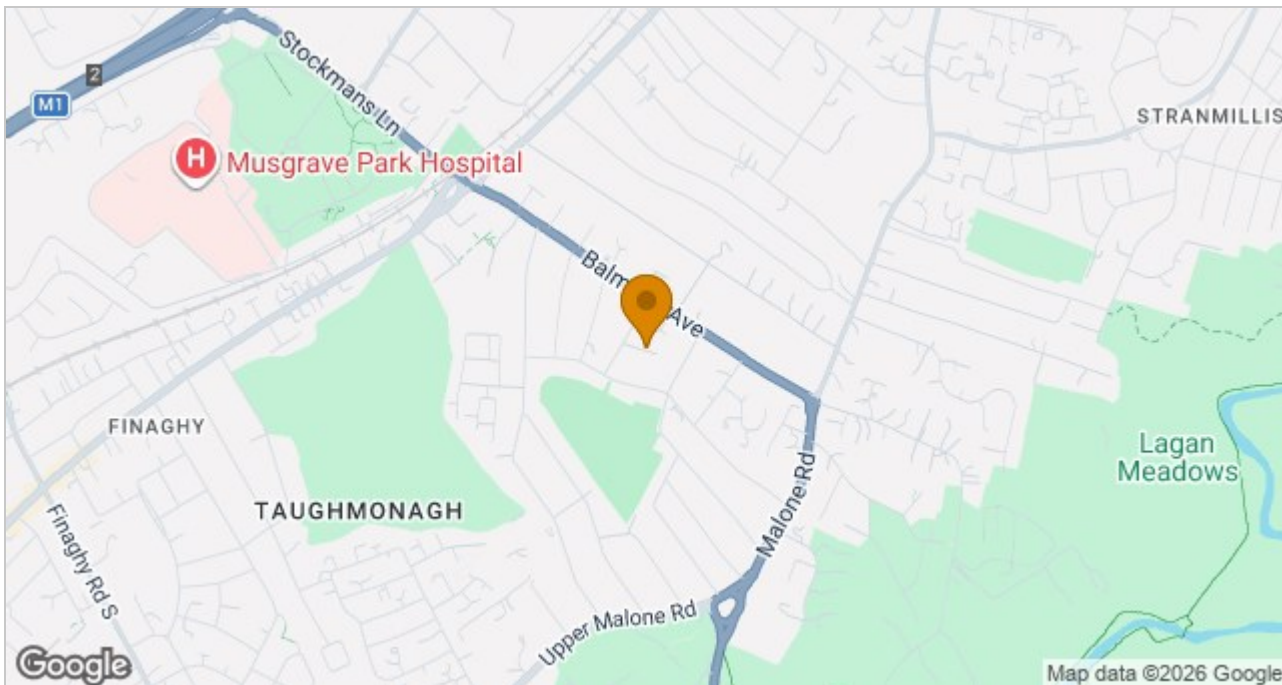 Stockmans Ln
2
M1
H
Musgrave Park Hospital
STRANMILLIS
Balm
Ave
FINAGHY
Lagan
Meadows
TAUGHMONAGH
Malone Rd
Finaghy Rd S
Upper Malone Rd
Google
Map data ©2026 Google